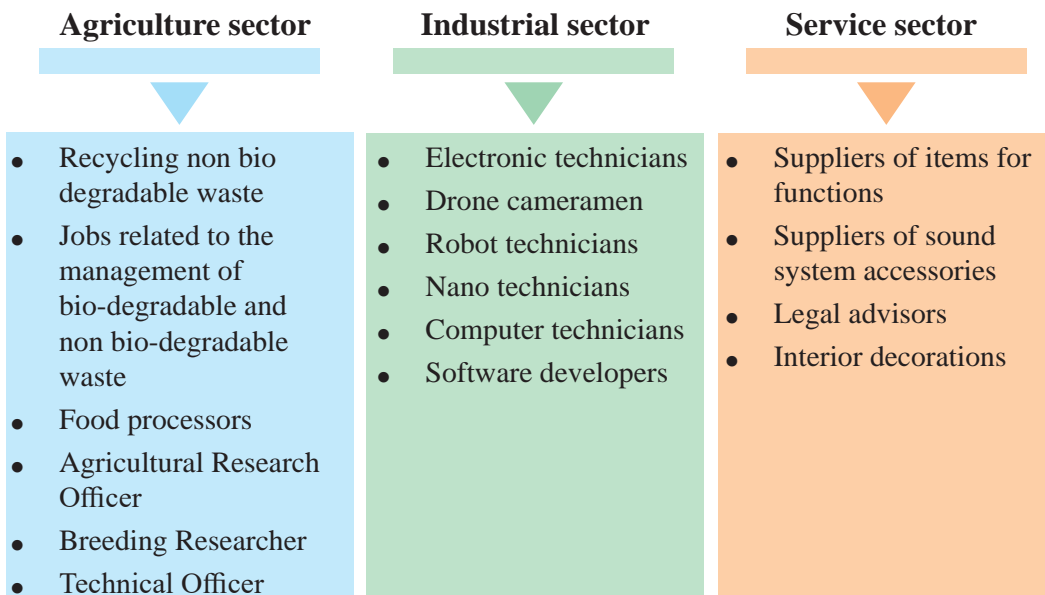 Agriculture sector
• Recycling non bio
degradable waste
• Jobs related to the
management of
bio-degradable and
non bio-degradable
waste
• Food processors
• Agricultural Research
Officer
• Breeding Researcher
• Technical Officer
Industrial sector
• Electronic technicians
• Drone cameramen
• Robot technicians
• Nano technicians
• Computer technicians
• Software developers
Service sector
• Suppliers of items for
functions
• Suppliers of sound
system accessories
• Legal advisors
• Interior decorations